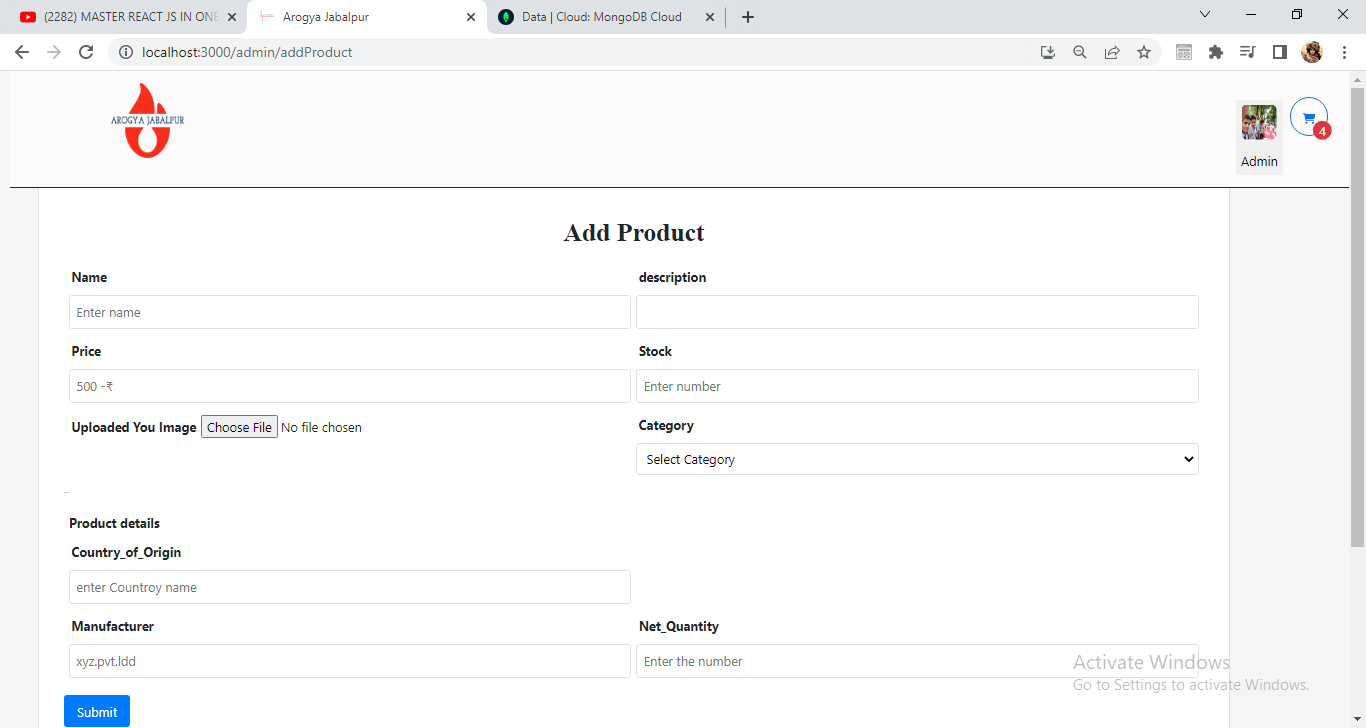 (2282) MASTER REACT JS IN ONE
Arogya Jabalpur
Data | Cloud: MongoDB Cloud
localhost:3000/admin/addProduct
AROGYA JABALPUR
4
Admin
Add Product
Name
description
Enter name
Price
Stock
500 -₹
Enter number
Uploaded You Image Choose File No file chosen
Category
Select Category
Product details
Country_of_Origin
enter Countroy name
Manufacturer
Net_Quantity
xyz.pvt.ldd
Enter the number
Activate Windows
Go to Settings to activate Windows.
Submit